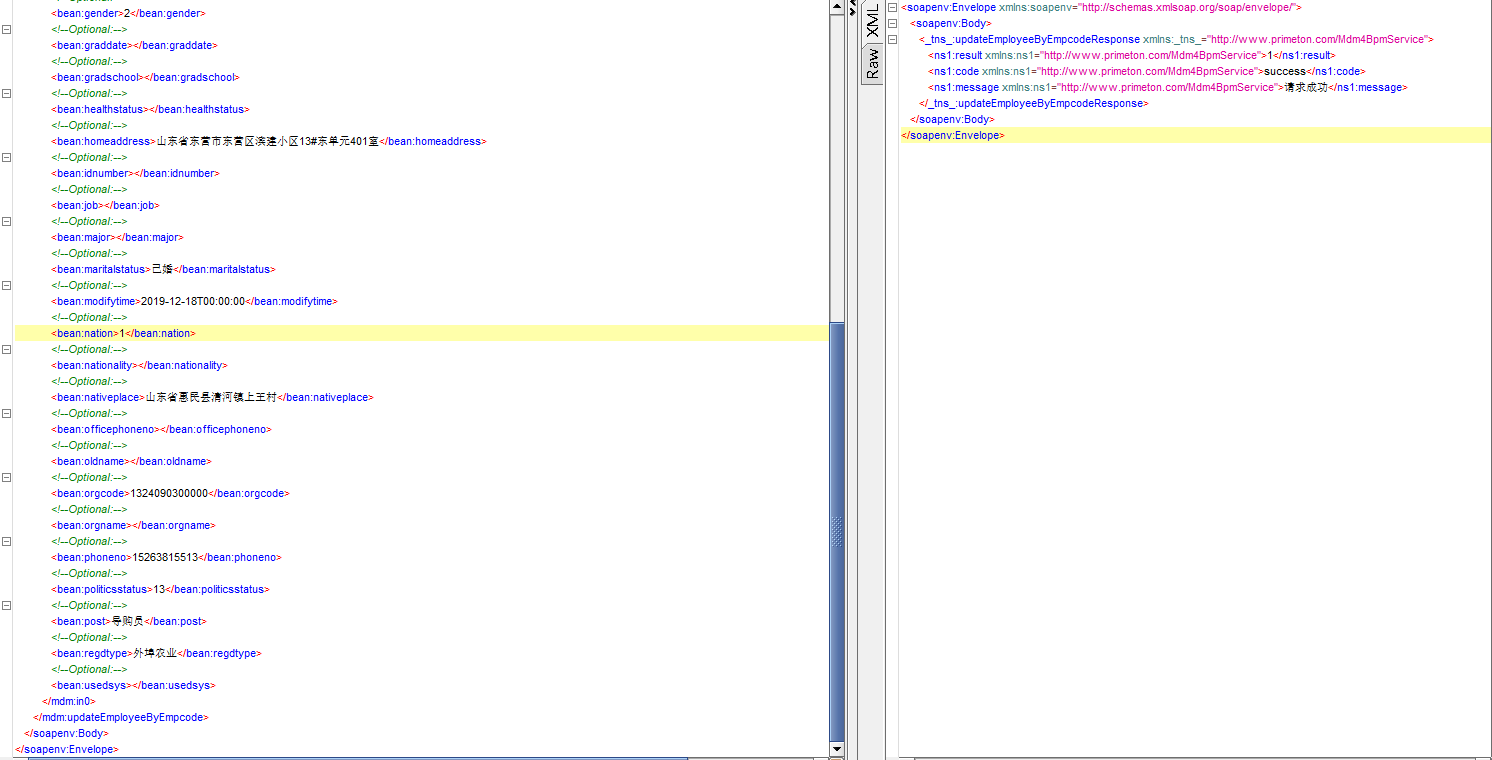 <bean:gender>2</bean:gender>
<!--Optional:-->
<bean:graddate></bean:graddate>
<!--Optional:-->
<bean:gradschool></bean:gradschool>
<!--Optional:-->
<bean:healthstatus></bean:healthstatus>
<!--Optional:-->
<bean:homeaddress>山东省东营市东营区滨建小区13#东单元401室</bean:homeaddress>
<!--Optional:-->
<bean:idnumber></bean:idnumber>
<!--Optional:-->
<bean:job></bean:job>
<!--Optional:-->
<bean:major></bean:major>
<!--Optional:-->
<bean:maritalstatus>已婚</bean:maritalstatus>
<!--Optional:-->
<bean:modifytime>2019-12-18T00:00:00</bean:modifytime>
<!--Optional:-->
<bean:nation>1</bean:nation>
<!--Optional:-->
<bean:nationality></bean:nationality>
<!--Optional:-->
<bean:nativeplace>山东省惠民县清河镇上王村</bean:nativeplace>
<!--Optional:-->
<bean:officephoneno></bean:officephoneno>
<!--Optional:-->
<bean:oldname></bean:oldname>
<!--Optional:-->
<bean:orgcode>1324090300000</bean:orgcode>
<!--Optional:-->
<bean:orgname></bean:orgname>
<!--Optional:-->
<bean:phoneno>15263815513</bean:phoneno>
<!--Optional:-->
<bean:politicsstatus>13</bean:politicsstatus>
<!--Optional:-->
<bean:post>导购员</bean:post>
<!--Optional:-->
<bean:regdtype>外埠农业</bean:regdtype>
<!--Optional:-->
<bean:usedsys></bean:usedsys>
</mdm:in0>
</mdm:updateEmployeeByEmpcode>
</soapenv:Body>
</soapenv:Envelope>
XML
Raw
<soapenv:Envelope xmlns:soapenv="http://schemas.xmlsoap.org/soap/envelope/">
<soapenv:Body>
<_tns_:updateEmployeeByEmpcodeResponse xmlns:_tns_="http://www.primeton.com/Mdm4BpmService">
<ns1:result xmlns:ns1="http://www.primeton.com/Mdm4BpmService">1</ns1:result>
<ns1:code xmlns:ns1="http://www.primeton.com/Mdm4BpmService">success</ns1:code>
<ns1:message xmlns:ns1="http://www.primeton.com/Mdm4BpmService">请求成功</ns1:message>
</_tns_:updateEmployeeByEmpcodeResponse>
</soapenv:Body>
</soapenv:Envelope>